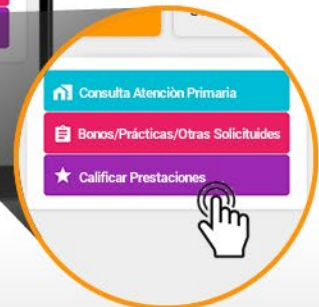 Consulta Atenciòn Primaria
Bonos/Prácticas/Otras Solicituides
Calificar Prestaciones